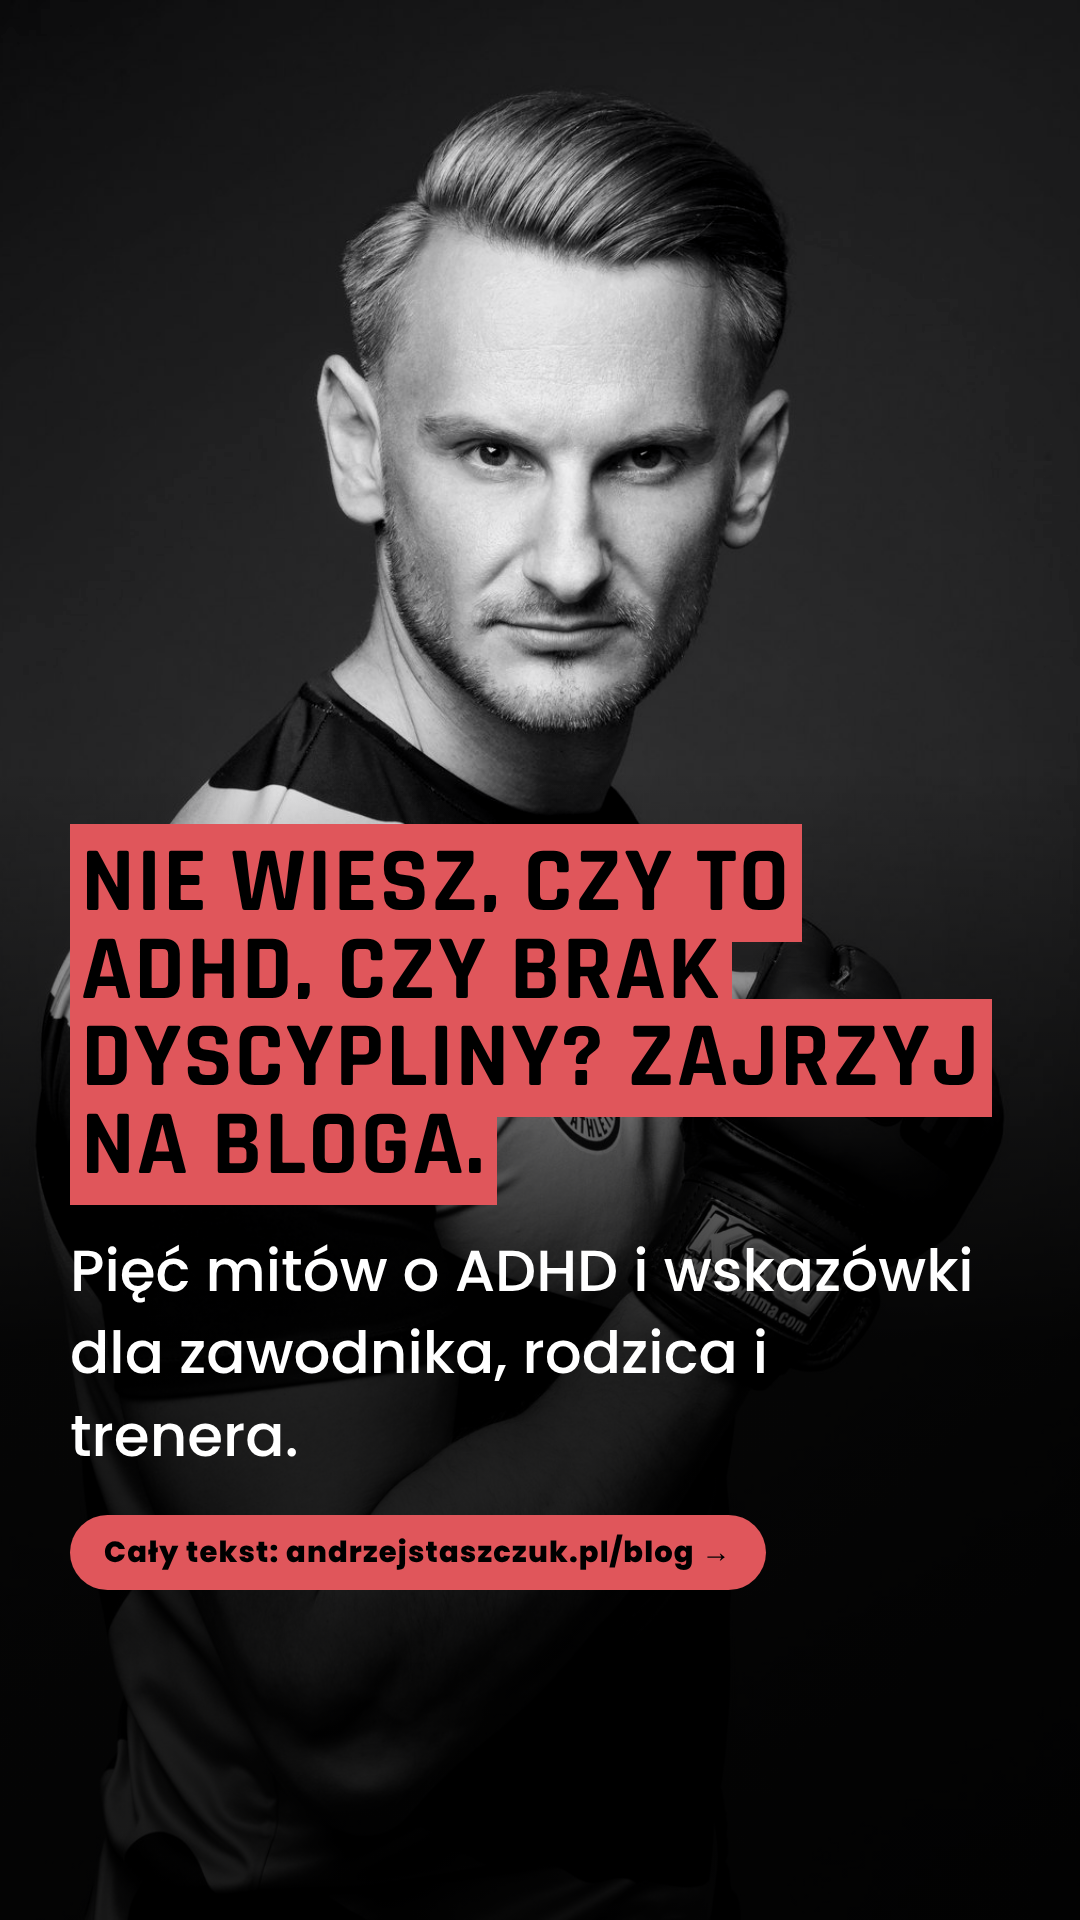 NIE WIESZ, CZY TO
ADHD, CZY BRAK
DYSCYPLINY? ZAJRZYJ
NA BLOGA.
ATHLET
Pięć mitów o ADHD i wskazówki
dla zawodnika, rodzica i
trenera.
Cały tekst: andrzejstaszczuk.pl/blog →